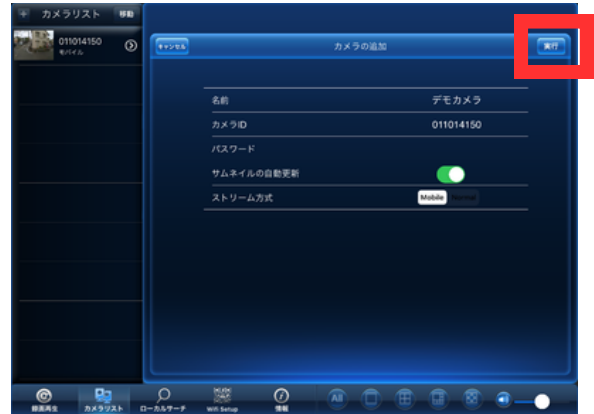 + カメラリスト 移動
011014150
モバイル
キャンセル カメラの追加 実行
名前 デモカメラ
カメラID 011014150
パスワード
サムネイルの自動更新
ストリーム方式 Mobile Normal
録画再生 カメラリスト ローカルサーチ Wifi Setup 情報 All